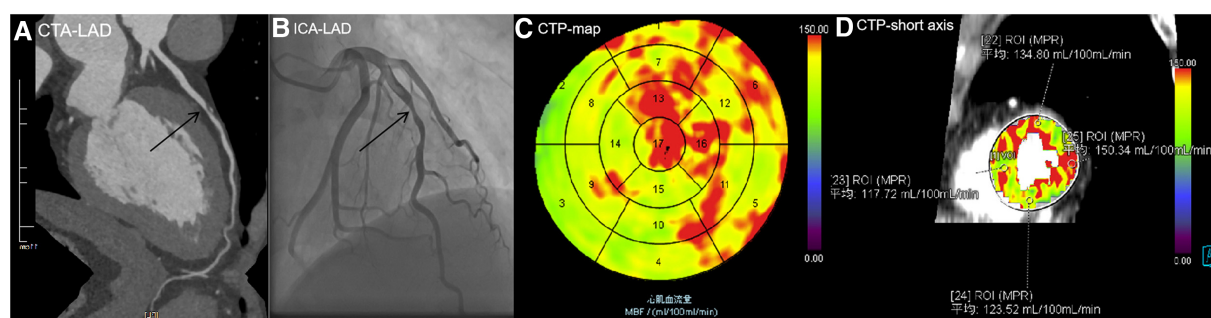 A CTA-LAD
B ICA-LAD
C CTP-map
150.00
0.00
1
2
7
6
8
13
12
14
17
16
9
15
11
3
10
5
4
心肌血流量
MBF /(ml/100ml/min)
D CTP-short axis
[22] ROI (MPR)
平均: 134.80 mL/100mL/min)
[25] ROI (MPR)
平均: 150.34 mL/100mL/min)
[23] ROI (MPR)
平均: 117.72 mL/100mL/min)
[24] ROI (MPR)
平均: 123.52 mL/100mL/min)
0.00